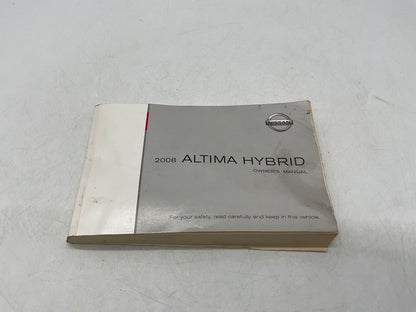 NISSAN
2008 ALTIMA HYBRID
OWNER'S MANUAL
For your safety, read carefully and keep in this vehicle.